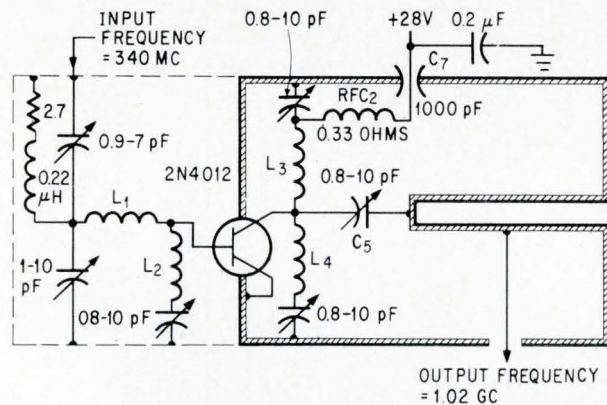 INPUT
FREQUENCY
= 340 MC
0.8-10 pF
+28V
0.2 µF
C7
1000 pF
RFC2
0.33 OHMS
2.7
0.9-7 pF
0.22
µH
L1
2N4012
L3
0.8-10 pF
C5
L2
L4
1-10
pF
08-10 pF
0.8-10 pF
OUTPUT FREQUENCY
= 1.02 GC